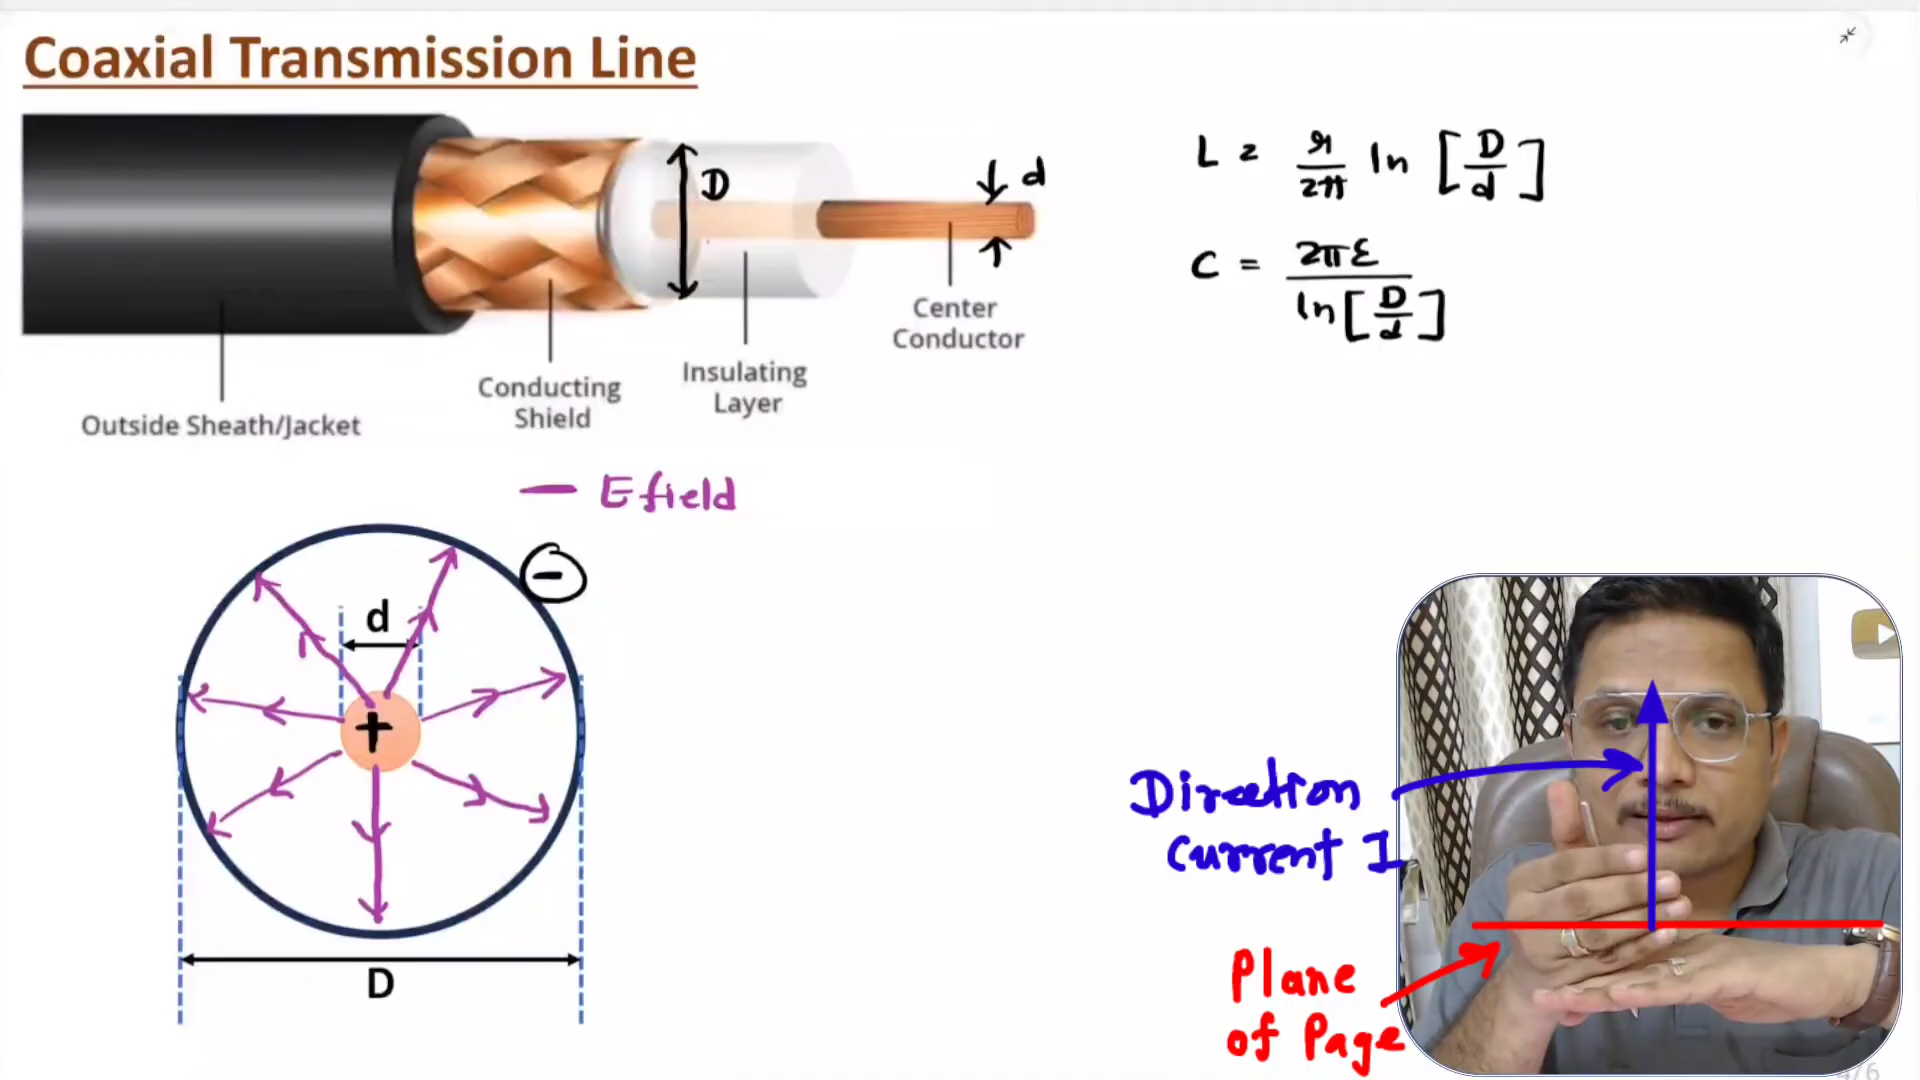 Coaxial Transmission Line
D
d
Center
Conductor
Insulating
Layer
Conducting
Shield
Outside Sheath/Jacket
L = μ/2π ln [D/d]
C = 2πε/ln[D/d]
— E field
−
d
+
D
Direction
Current I
Plane
of Page